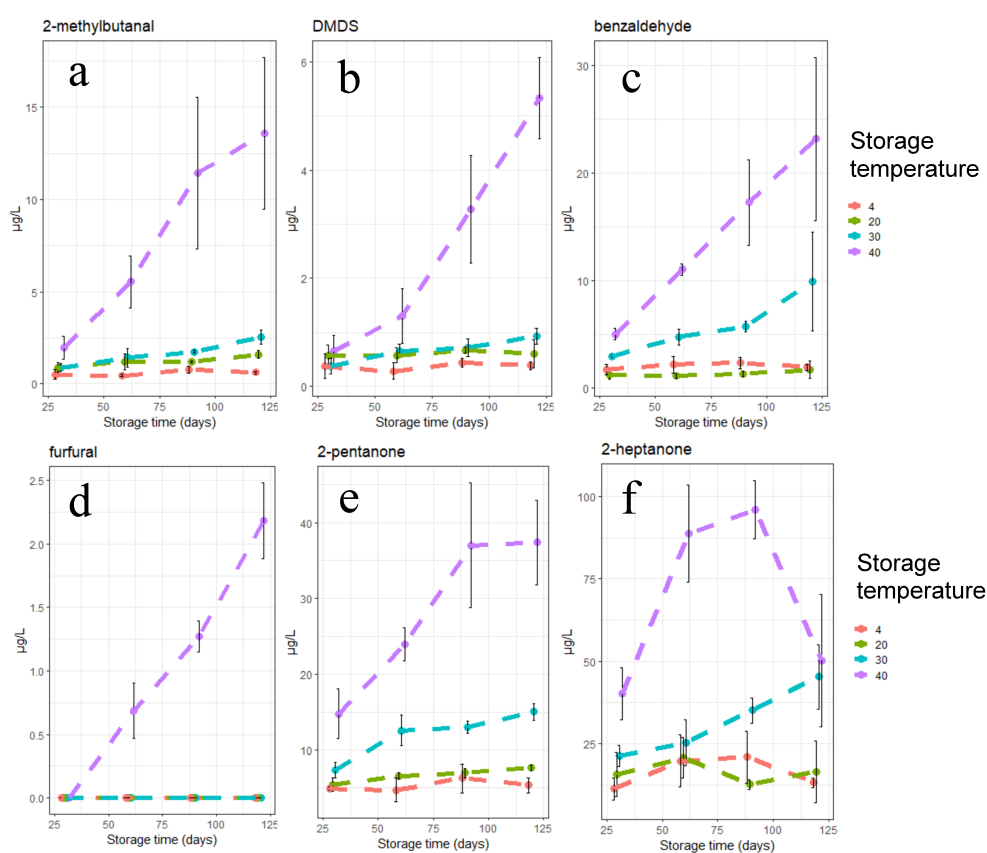 2-methylbutanal
DMDS
benzaldehyde
a
b
c
15
10
5
0
µg/L
25
50
75
100
125
Storage time (days)
6
4
2
0
µg/L
25
50
75
100
125
Storage time (days)
30
20
10
0
µg/L
25
50
75
100
125
Storage time (days)
Storage
temperature
4
20
30
40
furfural
2-pentanone
2-heptanone
d
e
f
2.5
2.0
1.5
1.0
0.5
0.0
µg/L
25
50
75
100
125
Storage time (days)
40
30
20
10
µg/L
25
50
75
100
125
Storage time (days)
100
75
50
25
µg/L
25
50
75
100
125
Storage time (days)
Storage
temperature
4
20
30
40